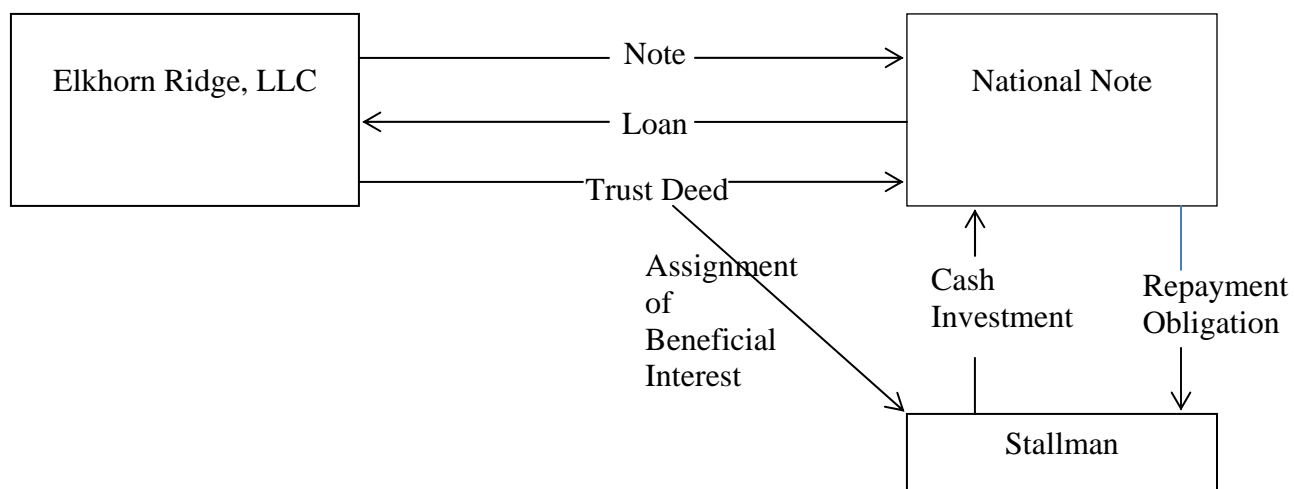 Elkhorn Ridge, LLC
Note
National Note
Loan
Trust Deed
Assignment
of
Beneficial
Interest
Cash
Investment
Repayment
Obligation
Stallman